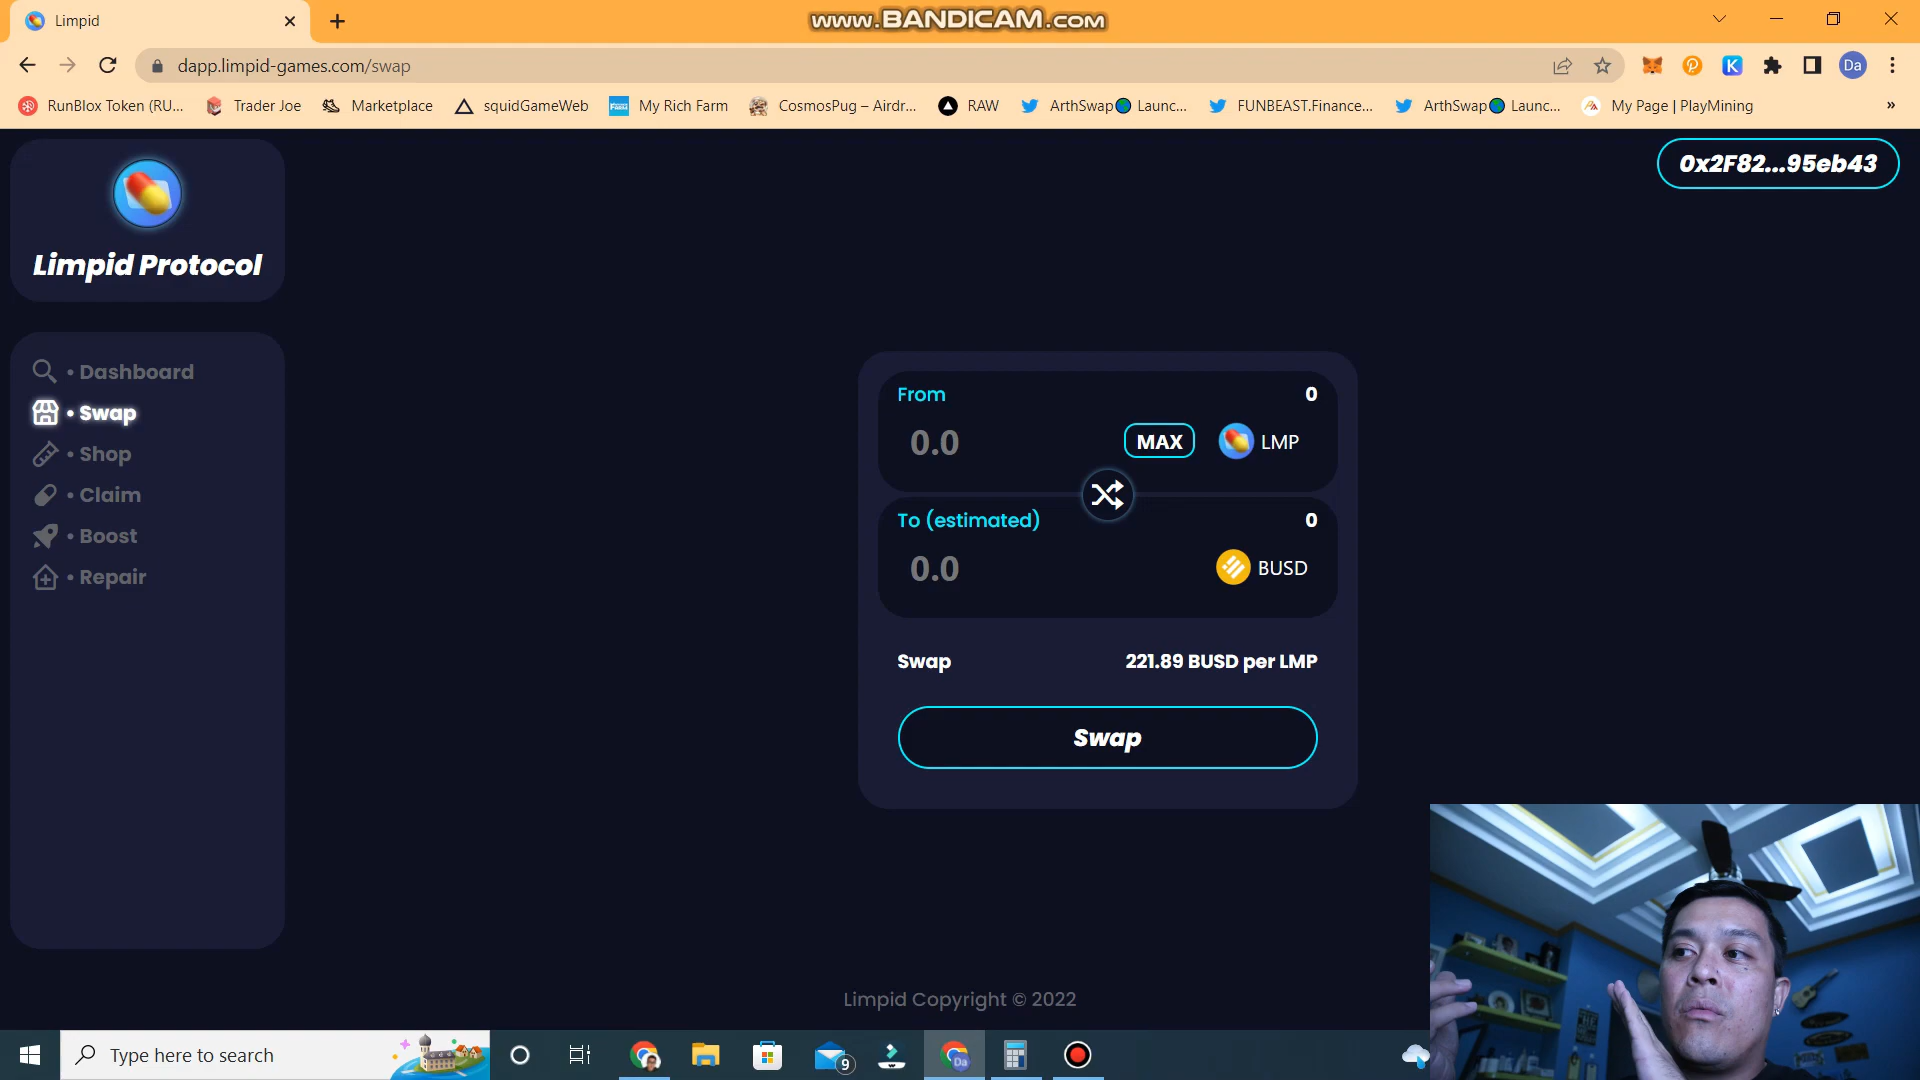 Limpid
www.BANDICAM.com
dapp.limpid-games.com/swap
Da
RunBlox Token (RU...
Trader Joe
Marketplace
squidGameWeb
My Rich Farm
CosmosPug – Airdr...
RAW
ArthSwap Launc...
FUNBEAST.Finance...
ArthSwap Launc...
My Page | PlayMining
»
0x2F82...95eb43
Limpid Protocol
• Dashboard
• Swap
• Shop
• Claim
• Boost
• Repair
From 0
0.0 MAX LMP
To (estimated) 0
0.0 BUSD
Swap 221.89 BUSD per LMP
Swap
Limpid Copyright © 2022
Type here to search
9
Da